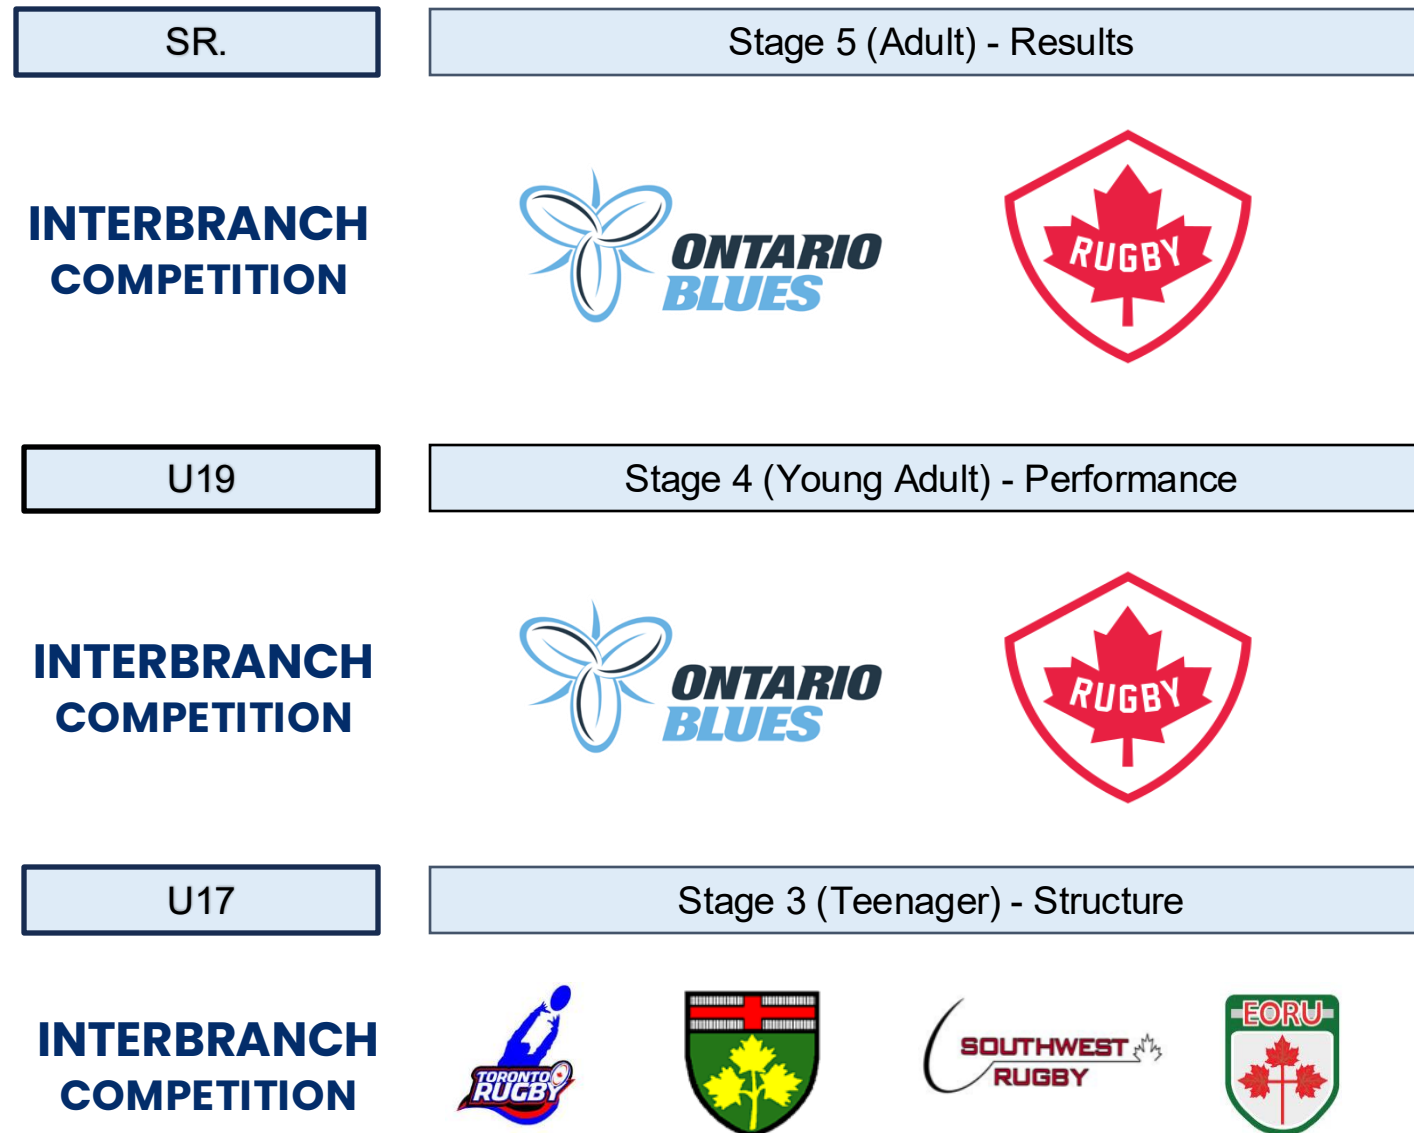 SR.
Stage 5 (Adult) - Results
INTERBRANCH
COMPETITION
ONTARIO
BLUES
RUGBY
U19
Stage 4 (Young Adult) - Performance
INTERBRANCH
COMPETITION
ONTARIO
BLUES
RUGBY
U17
Stage 3 (Teenager) - Structure
INTERBRANCH
COMPETITION
TORONTO
RUGBY
SOUTHWEST
RUGBY
EORU